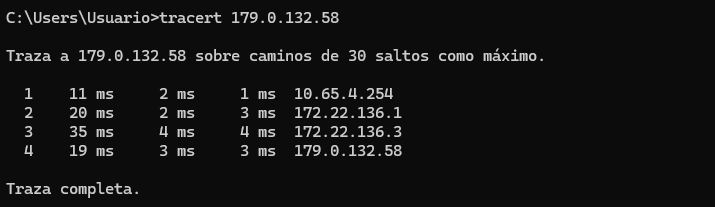 C:\Users\Usuario>tracert 179.0.132.58
Traza a 179.0.132.58 sobre caminos de 30 saltos como máximo.
1 11 ms 2 ms 1 ms 10.65.4.254
2 20 ms 2 ms 3 ms 172.22.136.1
3 35 ms 4 ms 4 ms 172.22.136.3
4 19 ms 3 ms 3 ms 179.0.132.58
Traza completa.